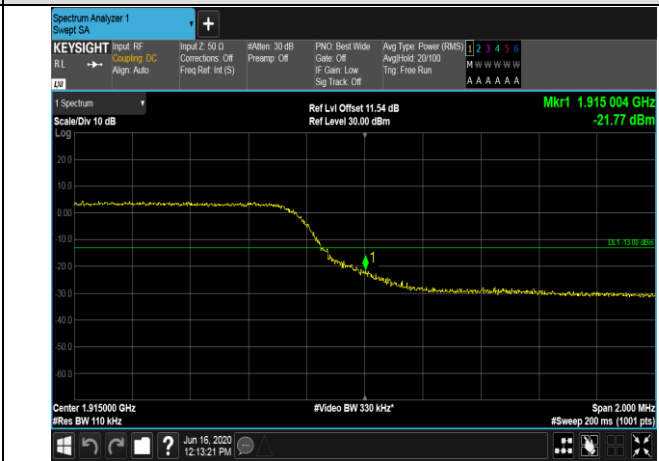 Spectrum Analyzer 1
Swept SA
+
KEYSIGHT
RL
LXI
Input: RF
Coupling: DC
Align: Auto
Input Z: 50 Ω
Corrections: Off
Freq Ref: Int (S)
#Atten: 30 dB
Preamp: Off
PNO: Best Wide
Gate: Off
IF Gain: Low
Sig Track: Off
Avg Type: Power (RMS)
Avg|Hold: 20/100
Trig: Free Run
1 2 3 4 5 6
M W W W W W
A A A A A A
1 Spectrum
Scale/Div 10 dB
Log
Ref Lvl Offset 11.54 dB
Ref Level 30.00 dBm
Mkr1 1.915 004 GHz
-21.77 dBm
20.0
10.0
0.00
-10.0
DL1 -13.00 dBm
1
-20.0
-30.0
-40.0
-50.0
-60.0
Center 1.915000 GHz
#Res BW 110 kHz
#Video BW 330 kHz*
Span 2.000 MHz
#Sweep 200 ms (1001 pts)
?
Jun 16, 2020
12:13:21 PM